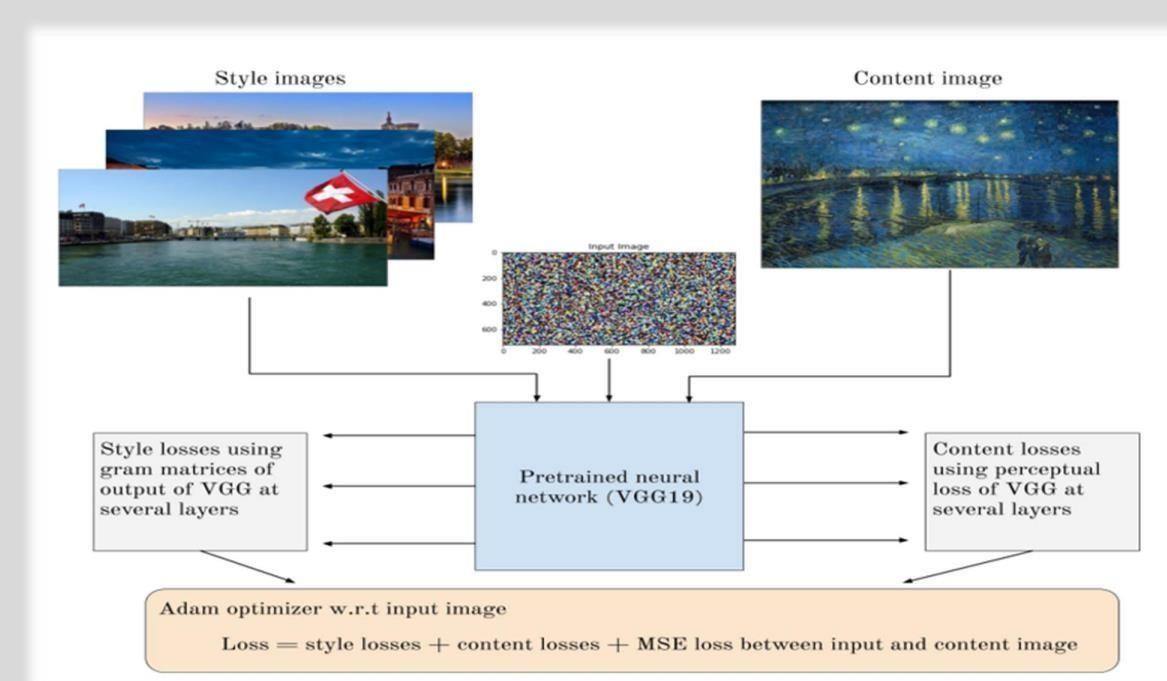 Style images
Content image
Input Image
0
200
400
600
0 200 400 600 800 1000 1200
Style losses using
gram matrices of
output of VGG at
several layers
Pretrained neural
network (VGG19)
Content losses
using perceptual
loss of VGG at
several layers
Adam optimizer w.r.t input image
Loss = style losses + content losses + MSE loss between input and content image